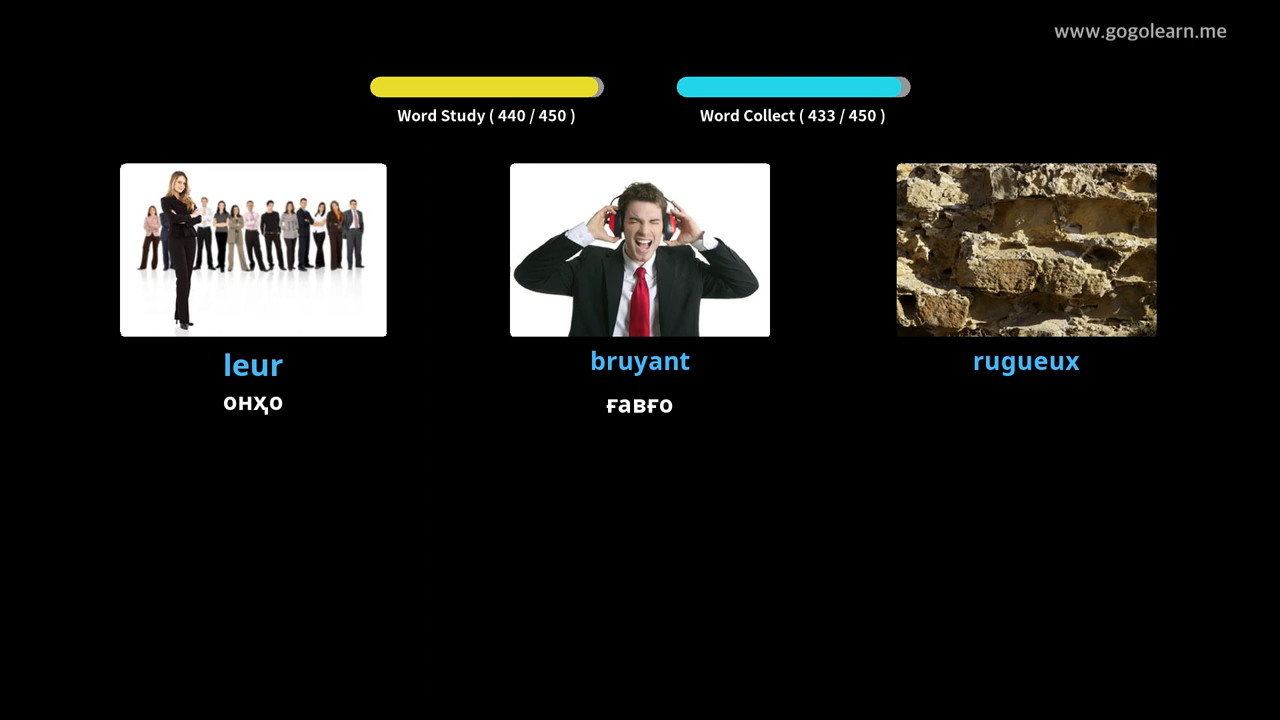 www.gogolearn.me
Word Study ( 440 / 450 )
Word Collect ( 433 / 450 )
leur
bruyant
rugueux
онҳо
ғавғо